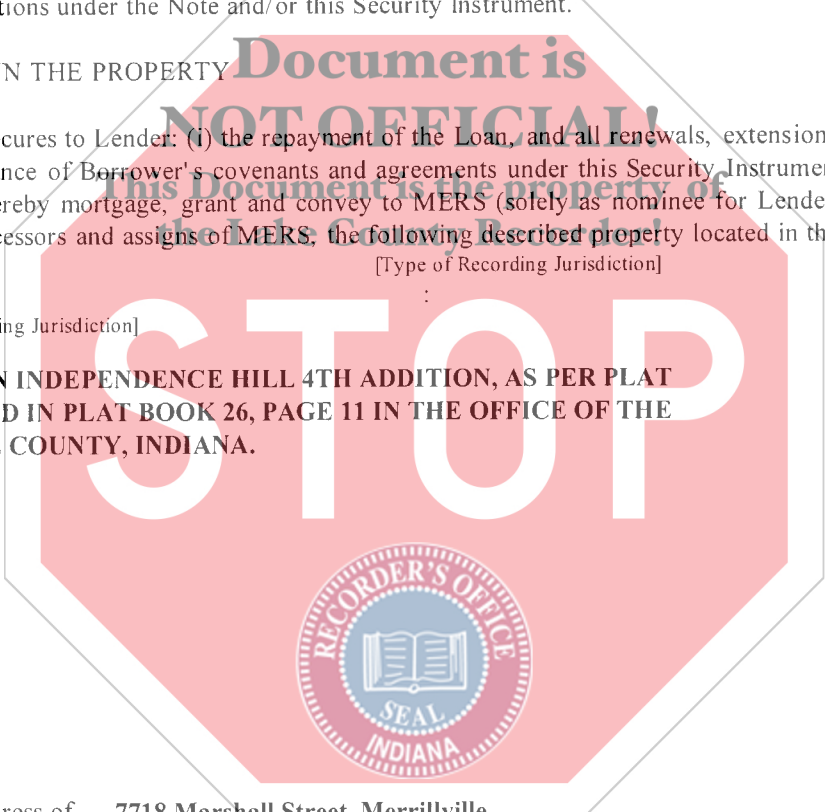 tions under the Note and/or this Security Instrument.
Document is
N THE PROPERTY
NOT OFFICIAL!
cures to Lender: (i) the repayment of the Loan, and all renewals, extension
nce of Borrower's covenants and agreements under this Security Instrumen
This Document is the property of
ereby mortgage, grant and convey to MERS (solely as nominee for Lende
the Lake County Recorder!
cessors and assigns of MERS, the following described property located in th
[Type of Recording Jurisdiction]
:
ing Jurisdiction]
STOP
N INDEPENDENCE HILL 4TH ADDITION, AS PER PLAT
D IN PLAT BOOK 26, PAGE 11 IN THE OFFICE OF THE
COUNTY, INDIANA.
RECORDER'S OFFICE
SEAL
INDIANA
ress of 7718 Marshall Street, Merrillville